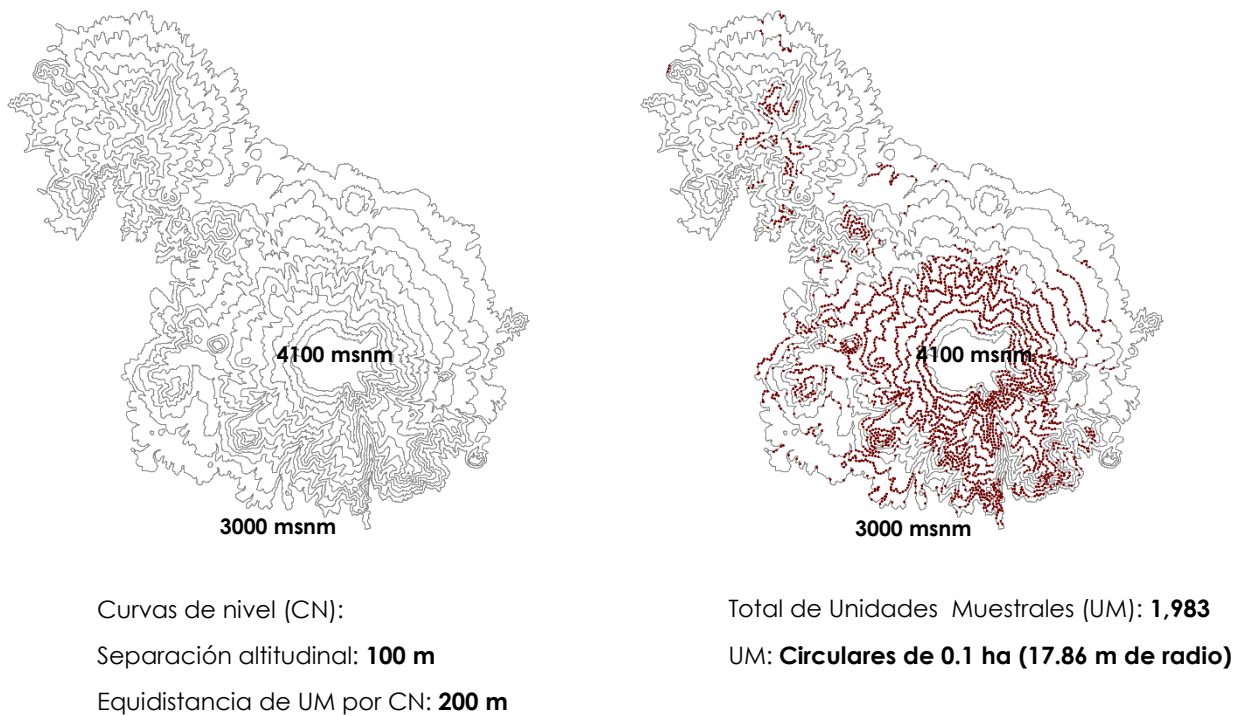 4100 msnm
3000 msnm
Curvas de nivel (CN):
Separación altitudinal: 100 m
Equidistancia de UM por CN: 200 m
4100 msnm
3000 msnm
Total de Unidades Muestrales (UM): 1,983
UM: Circulares de 0.1 ha (17.86 m de radio)